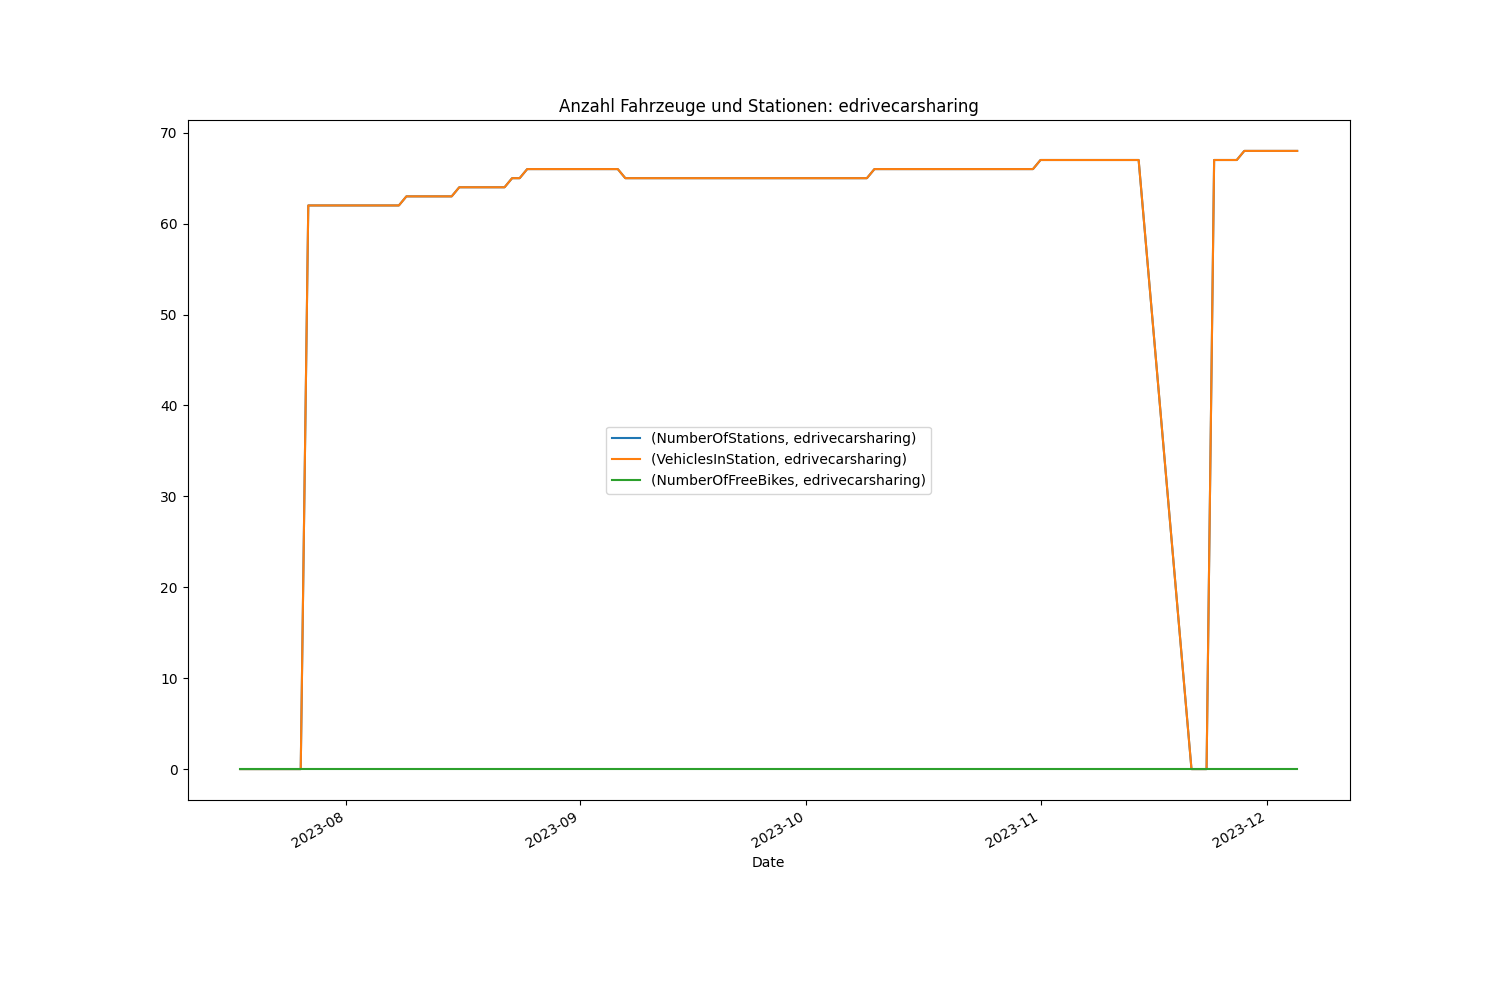 Anzahl Fahrzeuge und Stationen: edrivecarsharing
70
60
50
40
30
20
10
0
(NumberOfStations, edrivecarsharing)
(VehiclesInStation, edrivecarsharing)
(NumberOfFreeBikes, edrivecarsharing)
2023-08
2023-09
2023-10
2023-11
2023-12
Date